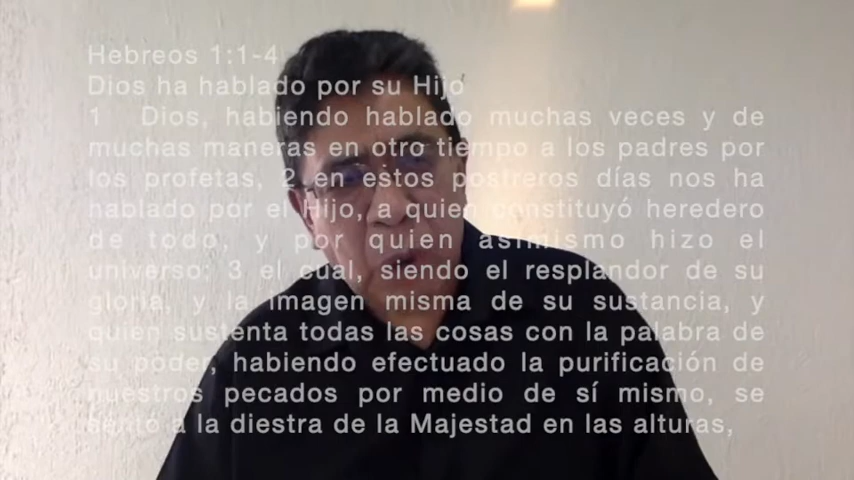 Hebreos 1:1-4
Dios ha hablado por su Hijo
1 Dios, habiendo hablado muchas veces y de
muchas maneras en otro tiempo a los padres por
los profetas, 2 en estos postreros días nos ha
hablado por el Hijo, a quien constituyó heredero
de todo, y por quien asimismo hizo el
universo; 3 el cual, siendo el resplandor de su
gloria, y la imagen misma de su sustancia, y
quien sustenta todas las cosas con la palabra de
su poder, habiendo efectuado la purificación de
nuestros pecados por medio de sí mismo, se
sentó a la diestra de la Majestad en las alturas,